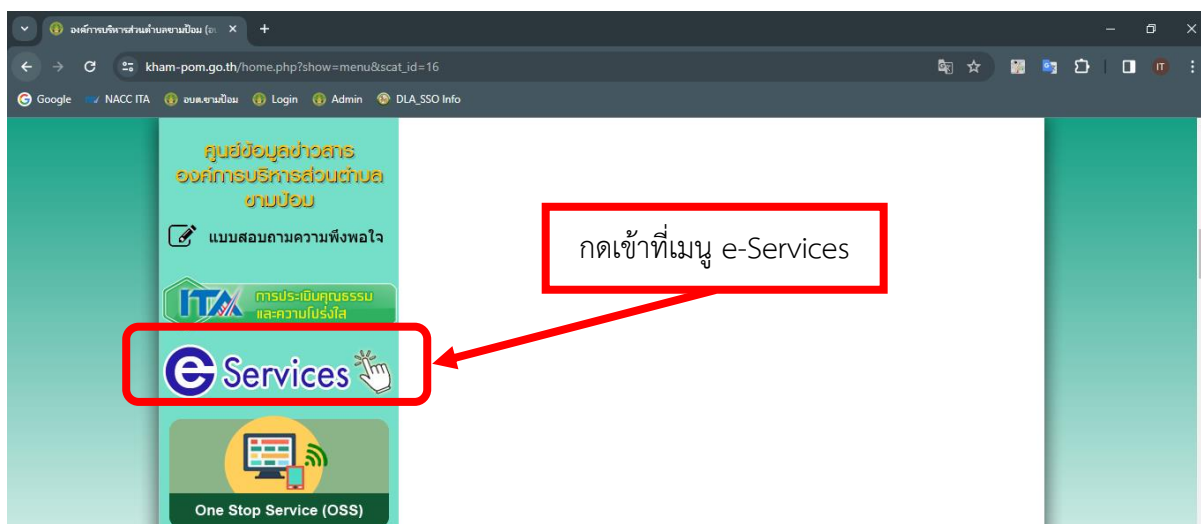 องค์การบริหารส่วนตำบลขามป้อม (อบ
kham-pom.go.th/home.php?show=menu&scat_id=16
IT
Google NACC ITA อบต.ขามป้อม Login Admin DLA_SSO Info
ศูนย์ข้อมูลข่าวสาร
องค์การบริหารส่วนตำบล
ขามป้อม
แบบสอบถามความพึงพอใจ
กดเข้าที่เมนู e-Services
ITA การประเมินคุณธรรม
และความโปร่งใส
e Services
One Stop Service (OSS)